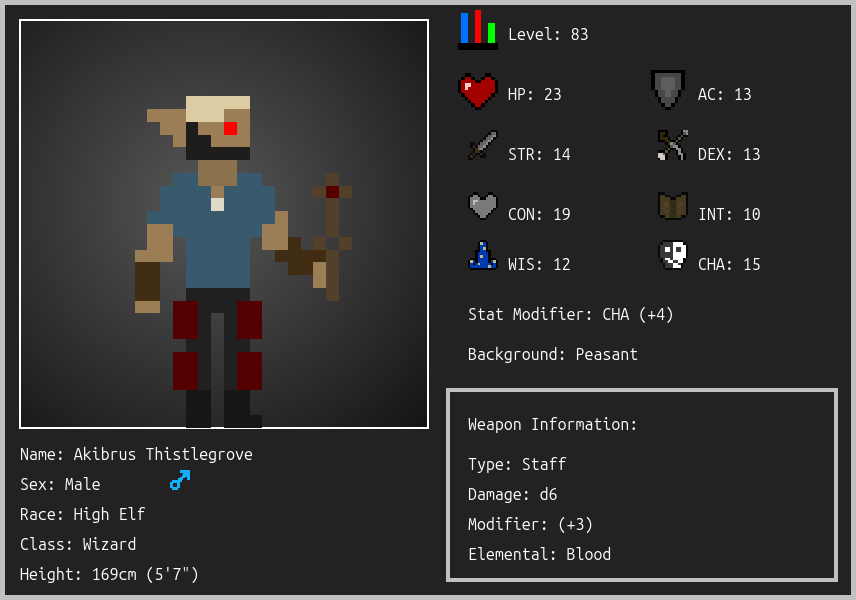 Level: 83
HP: 23
AC: 13
STR: 14
DEX: 13
CON: 19
INT: 10
WIS: 12
CHA: 15
Stat Modifier: CHA (+4)
Background: Peasant
Weapon Information:
Type: Staff
Damage: d6
Modifier: (+3)
Elemental: Blood
Name: Akibrus Thistlegrove
Sex: Male
Race: High Elf
Class: Wizard
Height: 169cm (5'7")